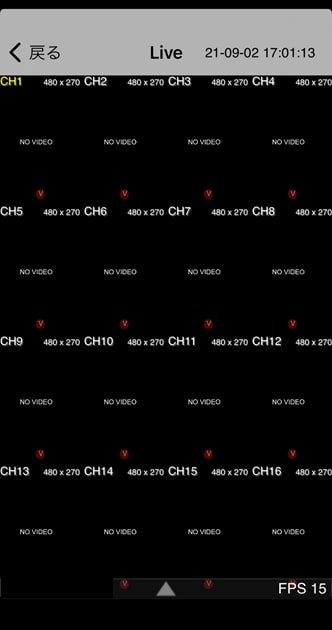 戻る Live 21-09-02 17:01:13
CH1 480 x 270 CH2 480 x 270 CH3 480 x 270 CH4 480 x 270
NO VIDEO NO VIDEO NO VIDEO NO VIDEO
V V V V
CH5 480 x 270 CH6 480 x 270 CH7 480 x 270 CH8 480 x 270
NO VIDEO NO VIDEO NO VIDEO NO VIDEO
V V V V
CH9 480 x 270 CH10 480 x 270 CH11 480 x 270 CH12 480 x 270
NO VIDEO NO VIDEO NO VIDEO NO VIDEO
V V V V
CH13 480 x 270 CH14 480 x 270 CH15 480 x 270 CH16 480 x 270
NO VIDEO NO VIDEO NO VIDEO NO VIDEO
V V FPS 15